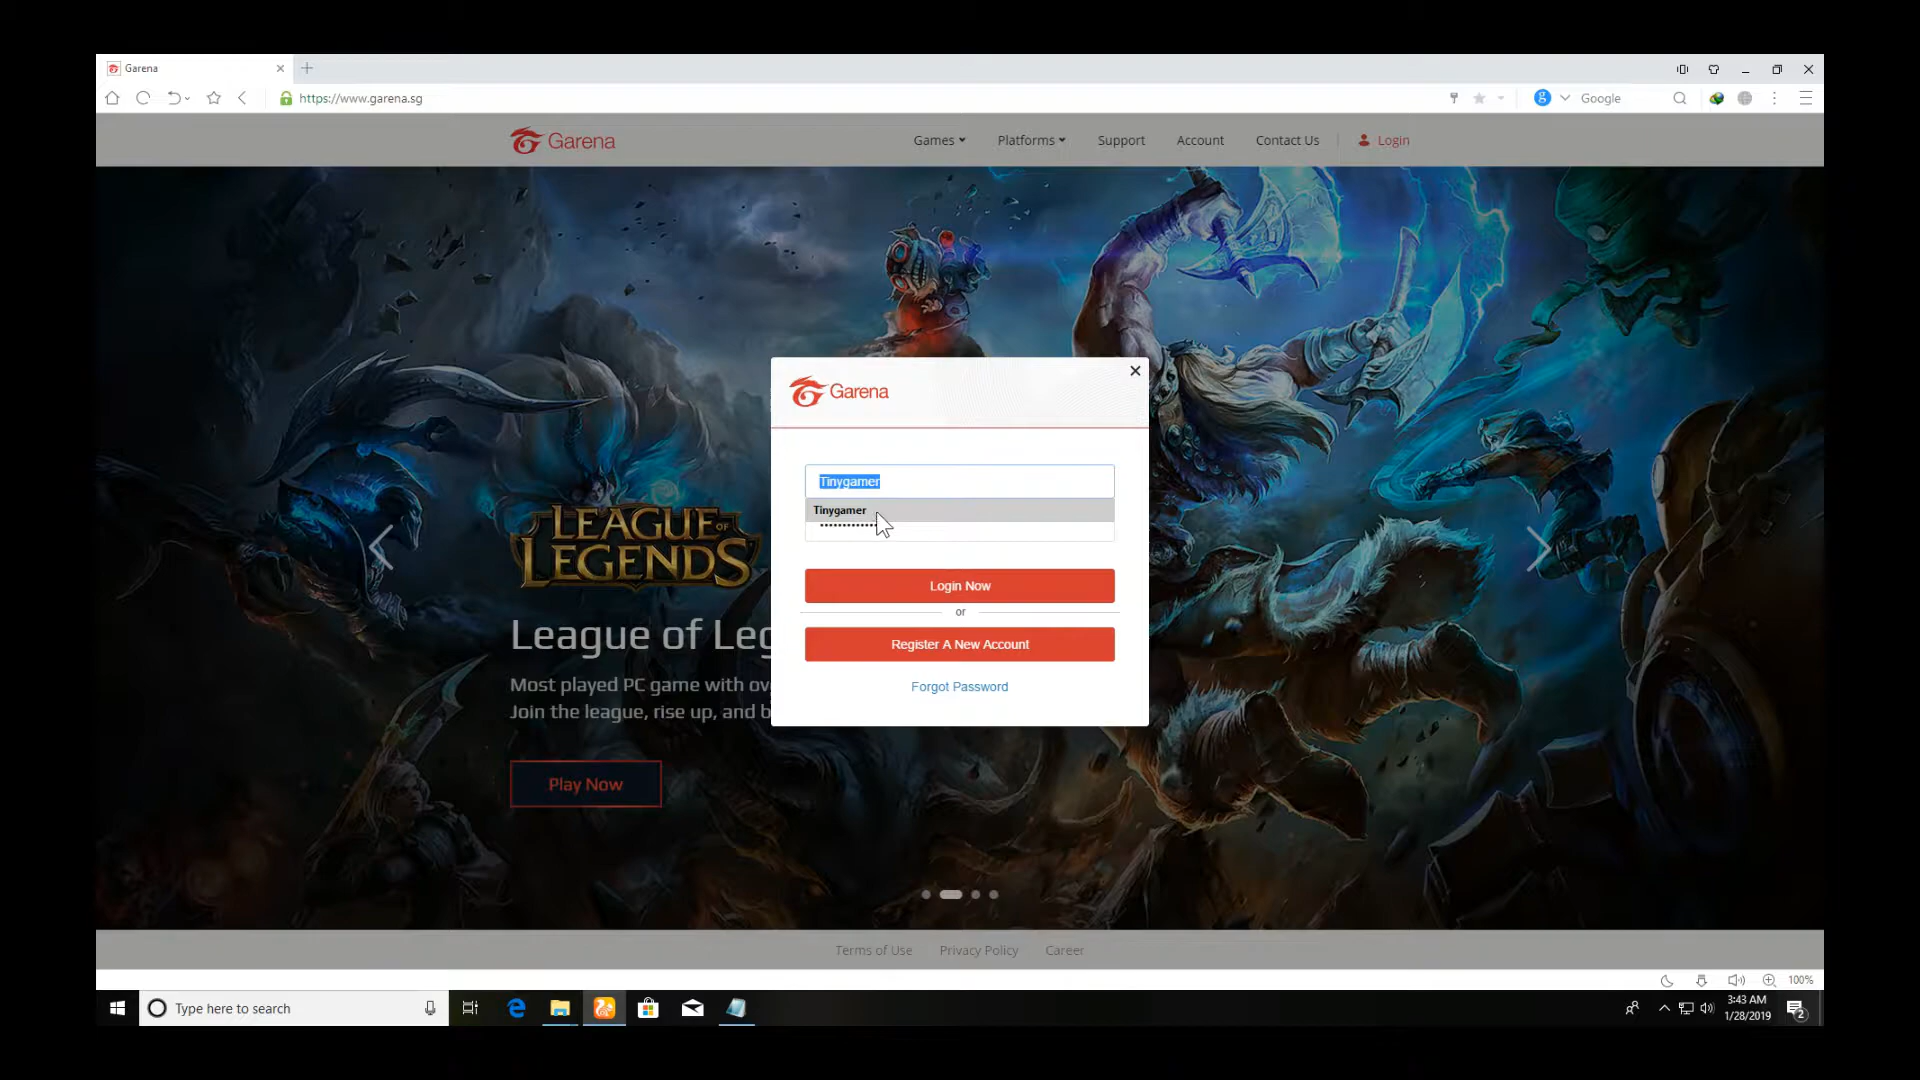 Garena
https://www.garena.sg
Google
Garena
Games
Platforms
Support
Account
Contact Us
Login
Garena
Tinygamer
Tinygamer
Login Now
or
Register A New Account
Forgot Password
LEAGUE OF
LEGENDS
League of Leg
Most played PC game with ov
Join the league, rise up, and b
Play Now
Terms of Use
Privacy Policy
Career
100%
Type here to search
3:43 AM
1/28/2019
2